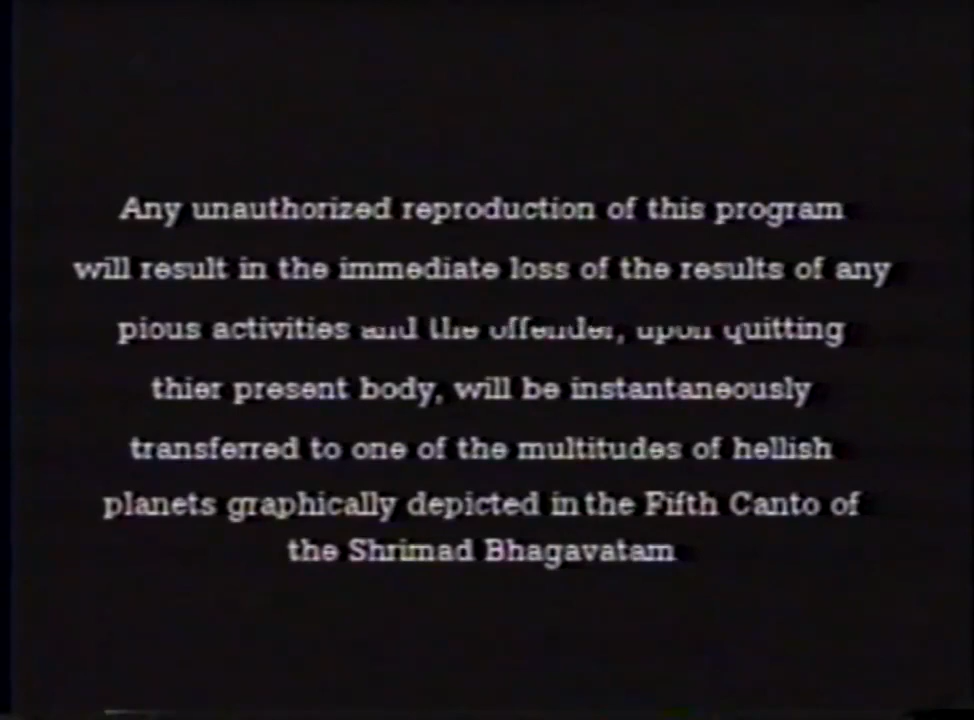 Any unauthorized reproduction of this program
will result in the immediate loss of the results of any
pious activities and the offender, upon quitting
thier present body, will be instantaneously
transferred to one of the multitudes of hellish
planets graphically depicted in the Fifth Canto of
the Shrimad Bhagavatam